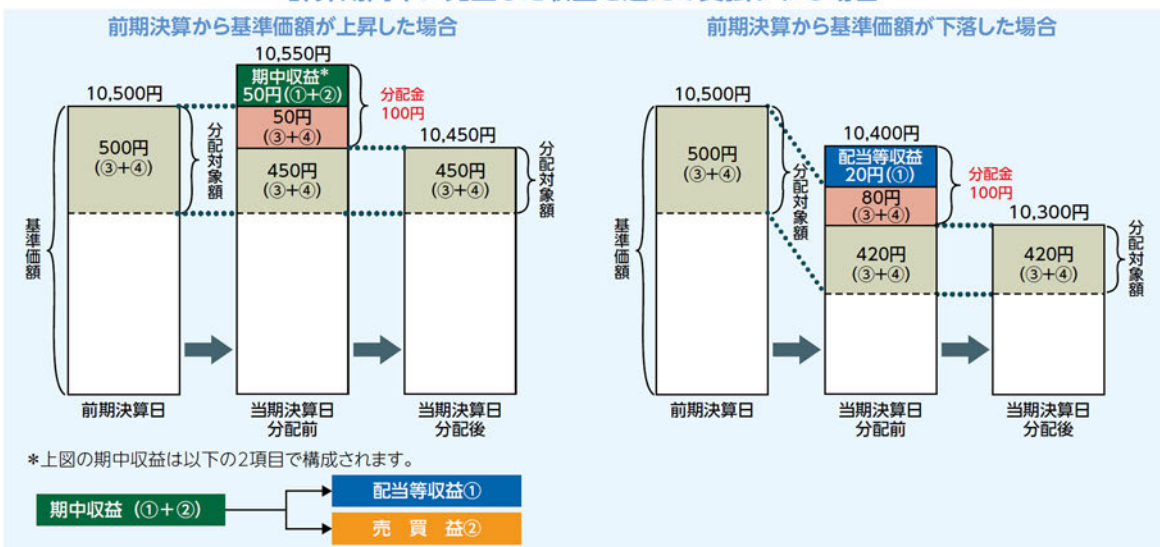 前期決算から基準価額が上昇した場合
10,550円
期中収益*
50円(①+②)
分配金
100円
10,500円
50円
(③+④)
10,450円
500円
(③+④)
分配対象額
450円
(③+④)
450円
(③+④)
分配対象額
基準価額
前期決算日
当期決算日
分配前
当期決算日
分配後
前期決算から基準価額が下落した場合
10,500円
10,400円
500円
(③+④)
分配対象額
配当等収益
20円(①)
分配金
100円
80円
(③+④)
10,300円
420円
(③+④)
420円
(③+④)
分配対象額
基準価額
前期決算日
当期決算日
分配前
当期決算日
分配後
*上図の期中収益は以下の2項目で構成されます。
期中収益(①+②)
配当等収益①
売買益②